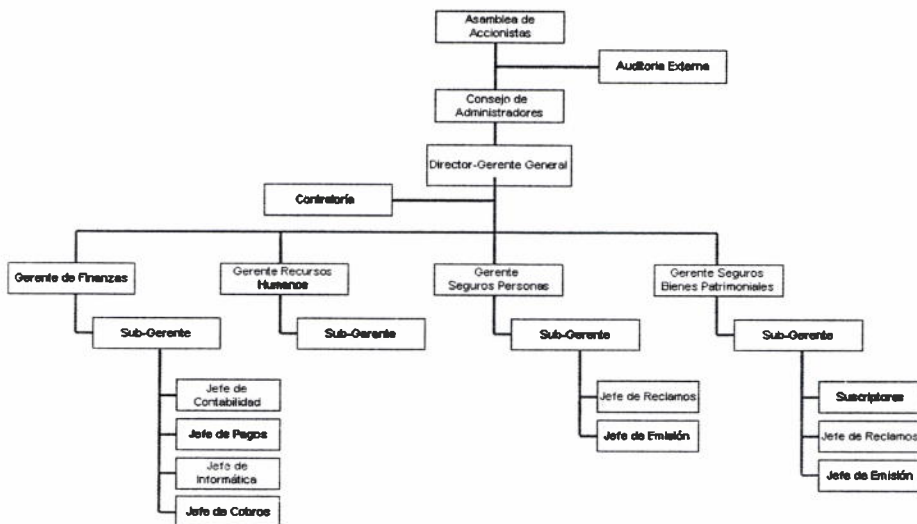 Asamblea de
Accionistas
Auditoria Externa
Consejo de
Administradores
Director-Gerente General
Contraloría
Gerente de Finanzas
Gerente Recursos
Humanos
Gerente
Seguros Personas
Gerente Seguros
Bienes Patrimoniales
Sub-Gerente
Sub-Gerente
Sub-Gerente
Sub-Gerente
Jefe de
Contabilidad
Jefe de Pagos
Jefe de
Informática
Jefe de Cobros
Jefe de Reclamos
Jefe de Emisión
Suscriptores
Jefe de Reclamos
Jefe de Emisión